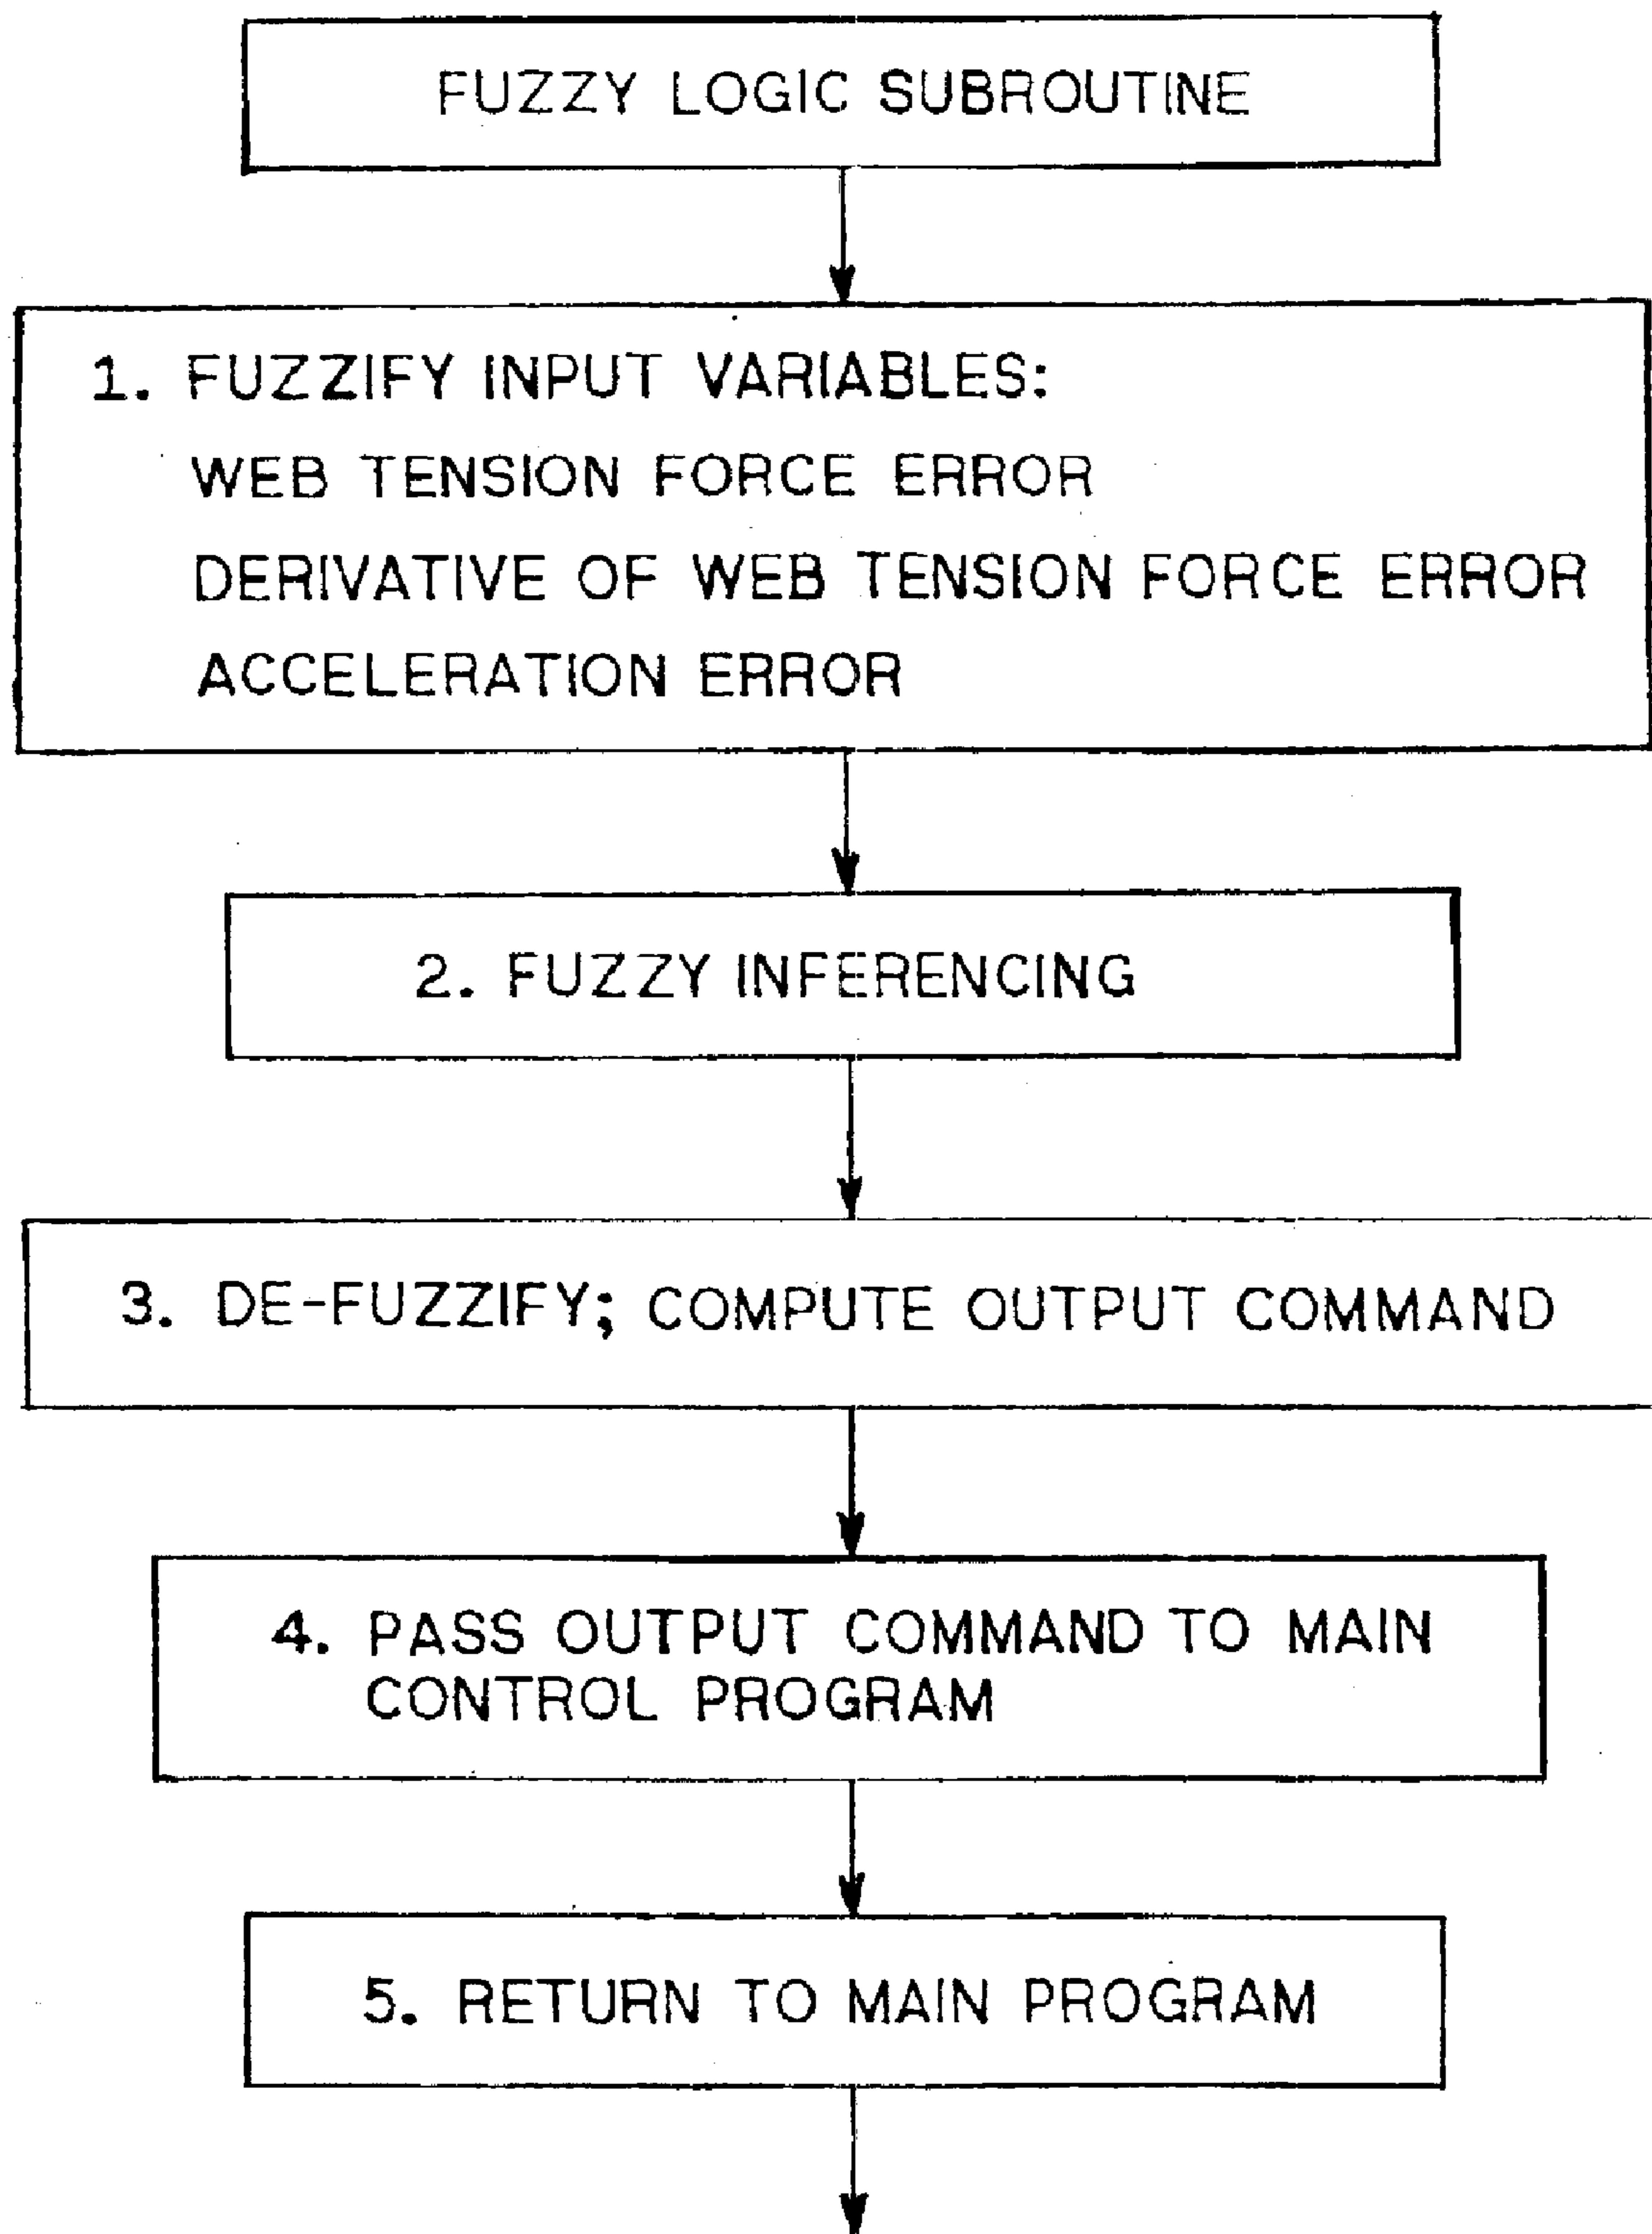 FUZZY LOGIC SUBROUTINE
1. FUZZIFY INPUT VARIABLES:
WEB TENSION FORCE ERROR
DERIVATIVE OF WEB TENSION FORCE ERROR
ACCELERATION ERROR
2. FUZZY INFERENCING
3. DE-FUZZIFY; COMPUTE OUTPUT COMMAND
4. PASS OUTPUT COMMAND TO MAIN
CONTROL PROGRAM
5. RETURN TO MAIN PROGRAM